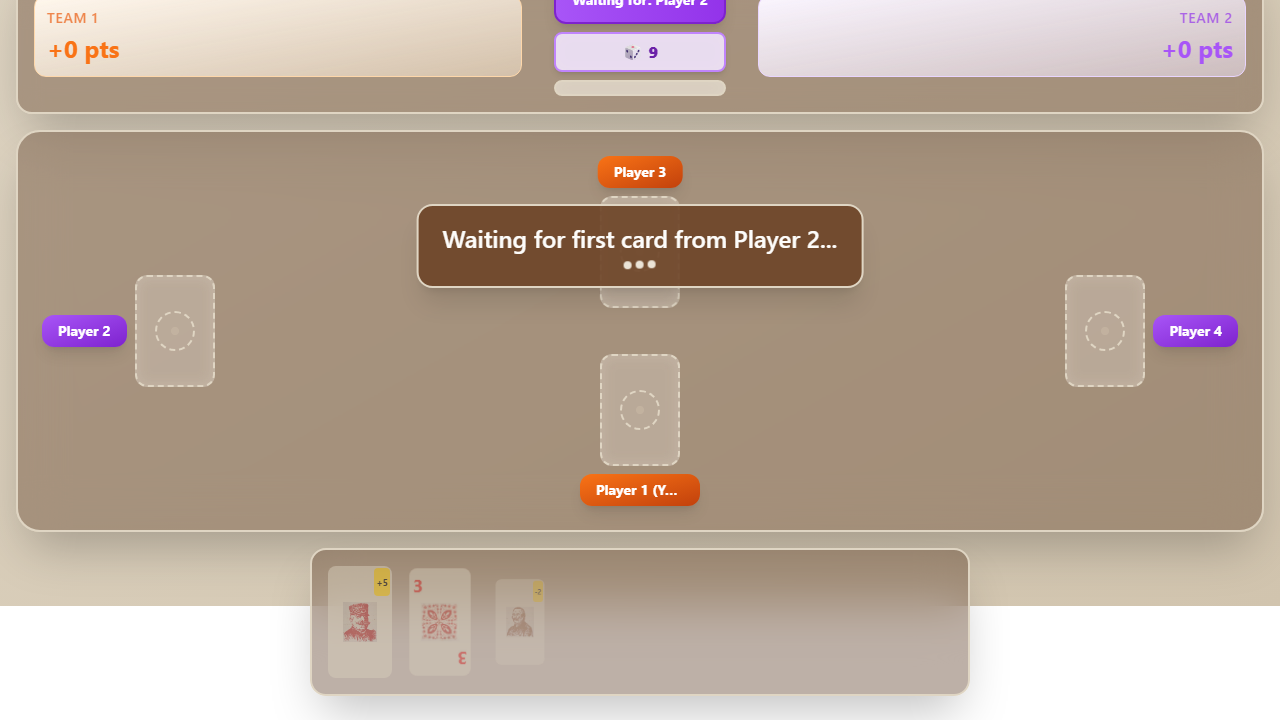 Waiting for: Player 2
TEAM 1
+0 pts
9
TEAM 2
+0 pts
Player 3
Waiting for first card from Player 2...
Player 2
Player 4
Player 1 (Y...
+5
3
3